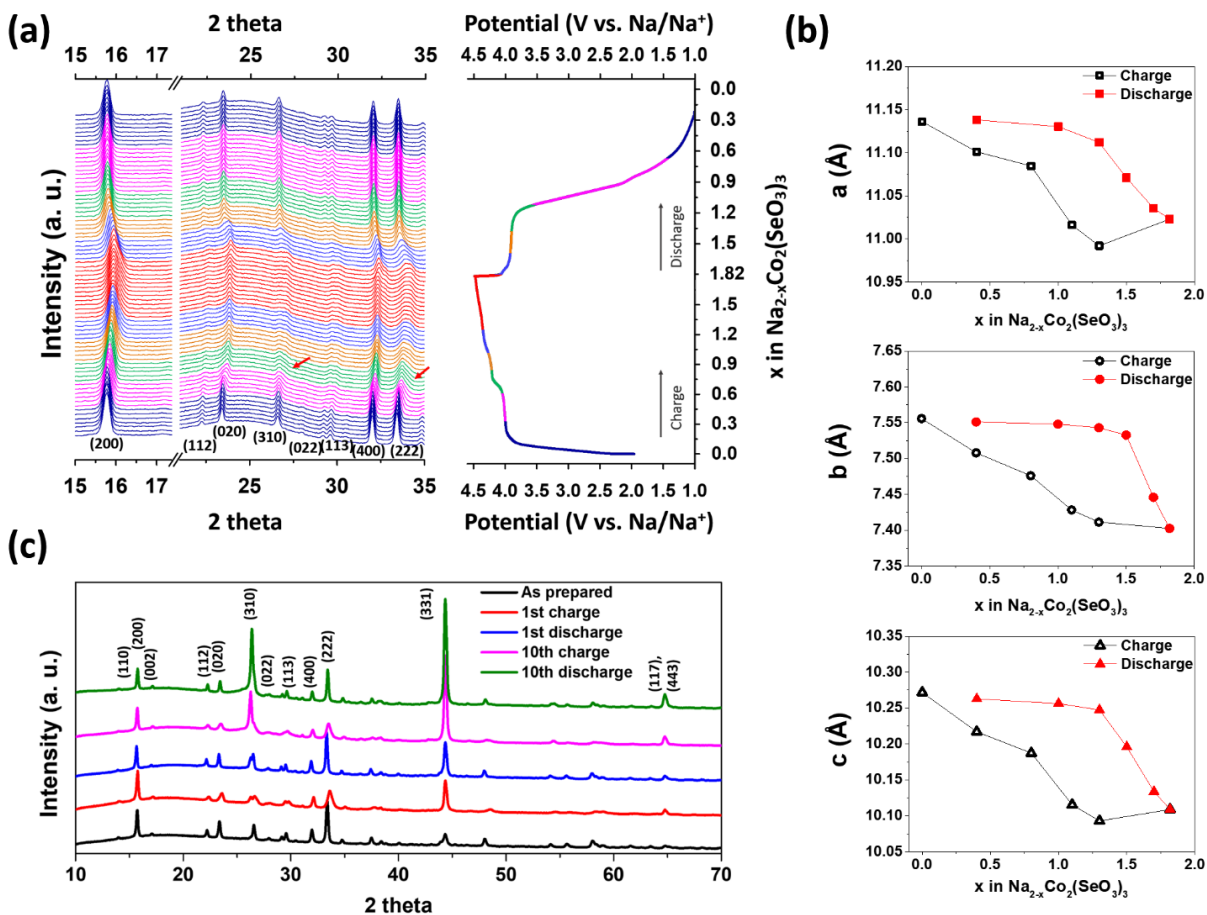 (a)
2 theta
15 16 17 25 30 35
Intensity (a. u.)
(200)
(112)
(020)
(310)
(022)
(113)
(400)
(222)
15 16 17 25 30 35
2 theta
Potential (V vs. Na/Na⁺)
4.5 4.0 3.5 3.0 2.5 2.0 1.5 1.0
0.0
0.3
0.6
0.9
1.2
1.82
1.5
1.2
0.9
0.6
0.3
0.0
Discharge
Charge
x in Na₂₋ₓCo₂(SeO₃)₃
4.5 4.0 3.5 3.0 2.5 2.0 1.5 1.0
Potential (V vs. Na/Na⁺)
(b)
Charge
Discharge
a (Å)
11.20
11.15
11.10
11.05
11.00
10.95
0.0 0.5 1.0 1.5 2.0
x in Na₂₋ₓCo₂(SeO₃)₃
Charge
Discharge
b (Å)
7.65
7.60
7.55
7.50
7.45
7.40
7.35
0.0 0.5 1.0 1.5 2.0
x in Na₂₋ₓCo₂(SeO₃)₃
Charge
Discharge
c (Å)
10.35
10.30
10.25
10.20
10.15
10.10
10.05
0.0 0.5 1.0 1.5 2.0
x in Na₂₋ₓCo₂(SeO₃)₃
(c)
Intensity (a. u.)
As prepared
1st charge
1st discharge
10th charge
10th discharge
(110)
(200)
(002)
(112)
(020)
(310)
(022)
(113)
(400)
(222)
(331)
(117),
(443)
10 20 30 40 50 60 70
2 theta